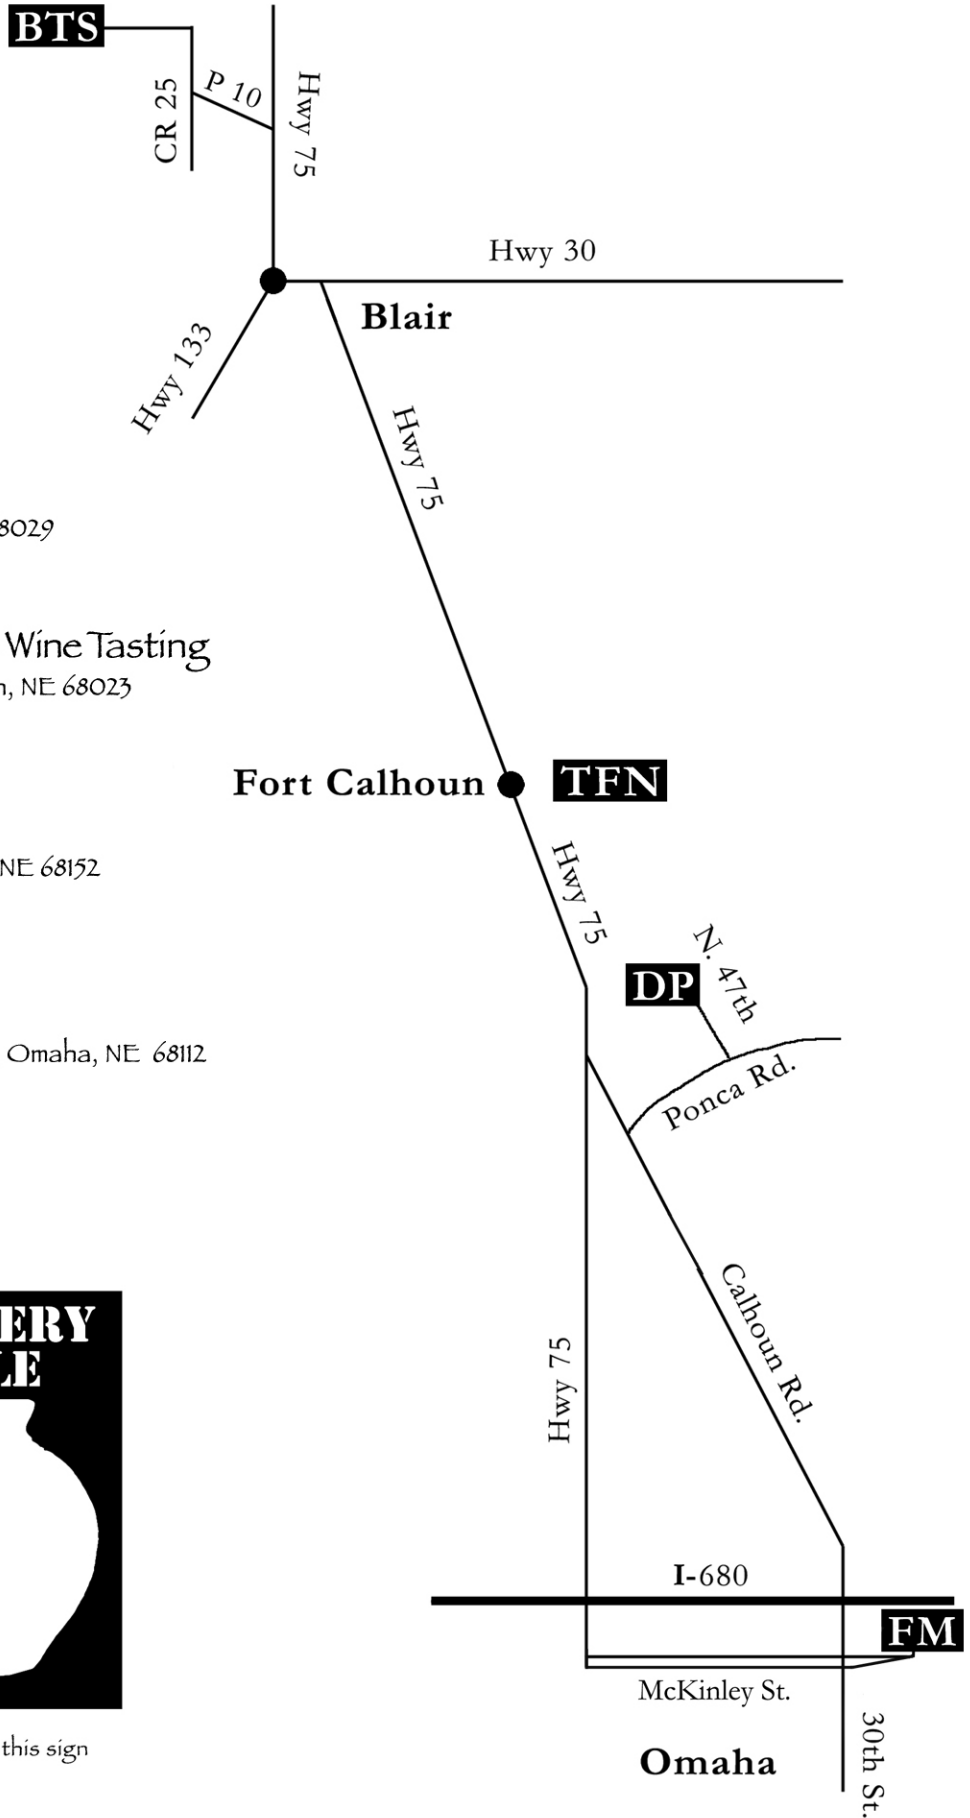 BTS
P 10
CR 25
Hwy 75
Hwy 30
Blair
Hwy 133
Hwy 75
8029
Wine Tasting
, NE 68023
Fort Calhoun
TFN
Hwy 75
NE 68152
N. 47th
DP
Omaha, NE 68112
Ponca Rd.
Calhoun Rd.
ERY
LE
Hwy 75
I-680
FM
McKinley St.
30th St.
this sign
Omaha